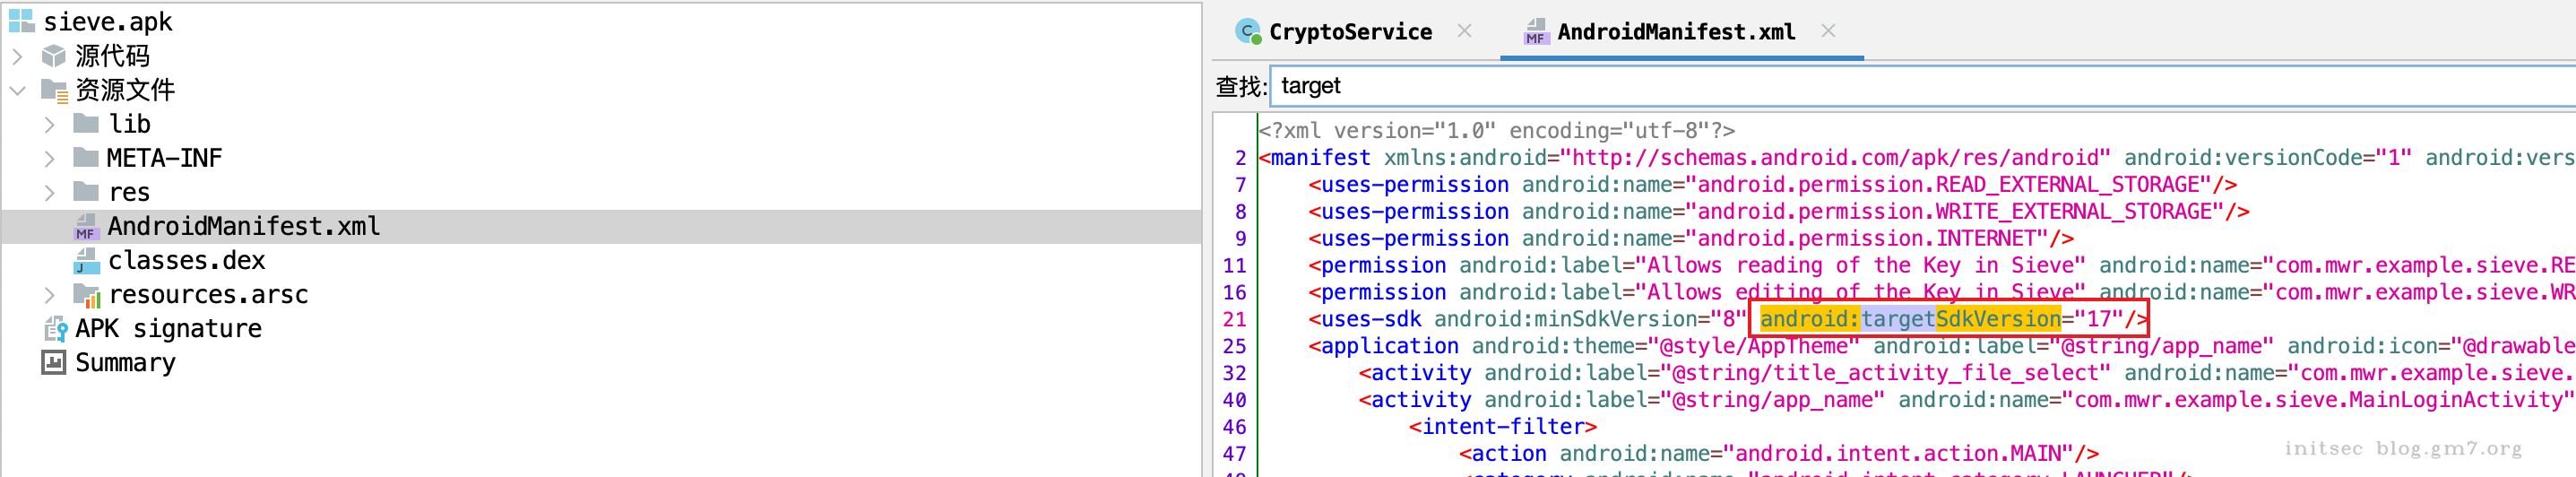 sieve.apk
源代码
资源文件
lib
META-INF
res
AndroidManifest.xml
classes.dex
resources.arsc
APK signature
Summary
CryptoService
AndroidManifest.xml
查找: target
<?xml version="1.0" encoding="utf-8"?>
2 <manifest xmlns:android="http://schemas.android.com/apk/res/android" android:versionCode="1" android:vers
7 <uses-permission android:name="android.permission.READ_EXTERNAL_STORAGE"/>
8 <uses-permission android:name="android.permission.WRITE_EXTERNAL_STORAGE"/>
9 <uses-permission android:name="android.permission.INTERNET"/>
11 <permission android:label="Allows reading of the Key in Sieve" android:name="com.mwr.example.sieve.RE
16 <permission android:label="Allows editing of the Key in Sieve" android:name="com.mwr.example.sieve.WR
21 <uses-sdk android:minSdkVersion="8" android:targetSdkVersion="17"/>
25 <application android:theme="@style/AppTheme" android:label="@string/app_name" android:icon="@drawable
32 <activity android:label="@string/title_activity_file_select" android:name="com.mwr.example.sieve.
40 <activity android:label="@string/app_name" android:name="com.mwr.example.sieve.MainLoginActivity"
46 <intent-filter>
47 <action android:name="android.intent.action.MAIN"/>
<category android:name="android.intent.category.LAUNCHER"/>
initsec blog.gm7.org